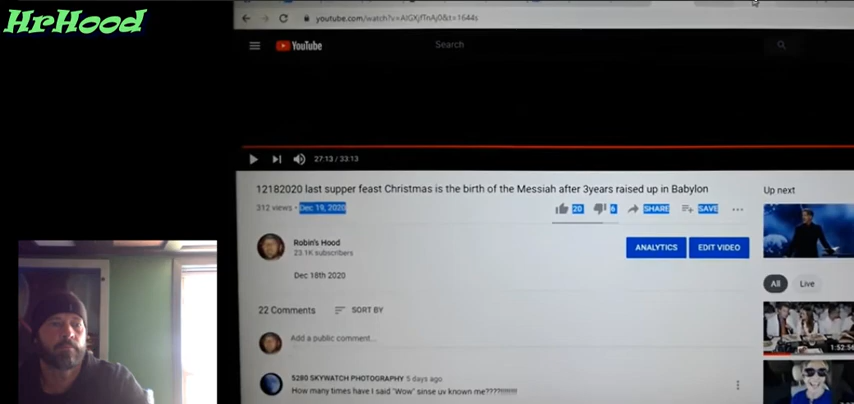 HrHood
youtube.com/watch?v=AIGXjfTnAj0&t=1644s
YouTube
Search
27:13 / 33:13
12182020 last supper feast Christmas is the birth of the Messiah after 3years raised up in Babylon
Up next
312 views • Dec 19, 2020
20
6
SHARE
SAVE
Robin's Hood
23.1K subscribers
ANALYTICS
EDIT VIDEO
Dec 18th 2020
All
Live
22 Comments
SORT BY
Add a public comment...
1:52:56
5280 SKYWATCH PHOTOGRAPHY 5 days ago
How many times have I said "Wow" sinse uv known me????!!!!!!!!